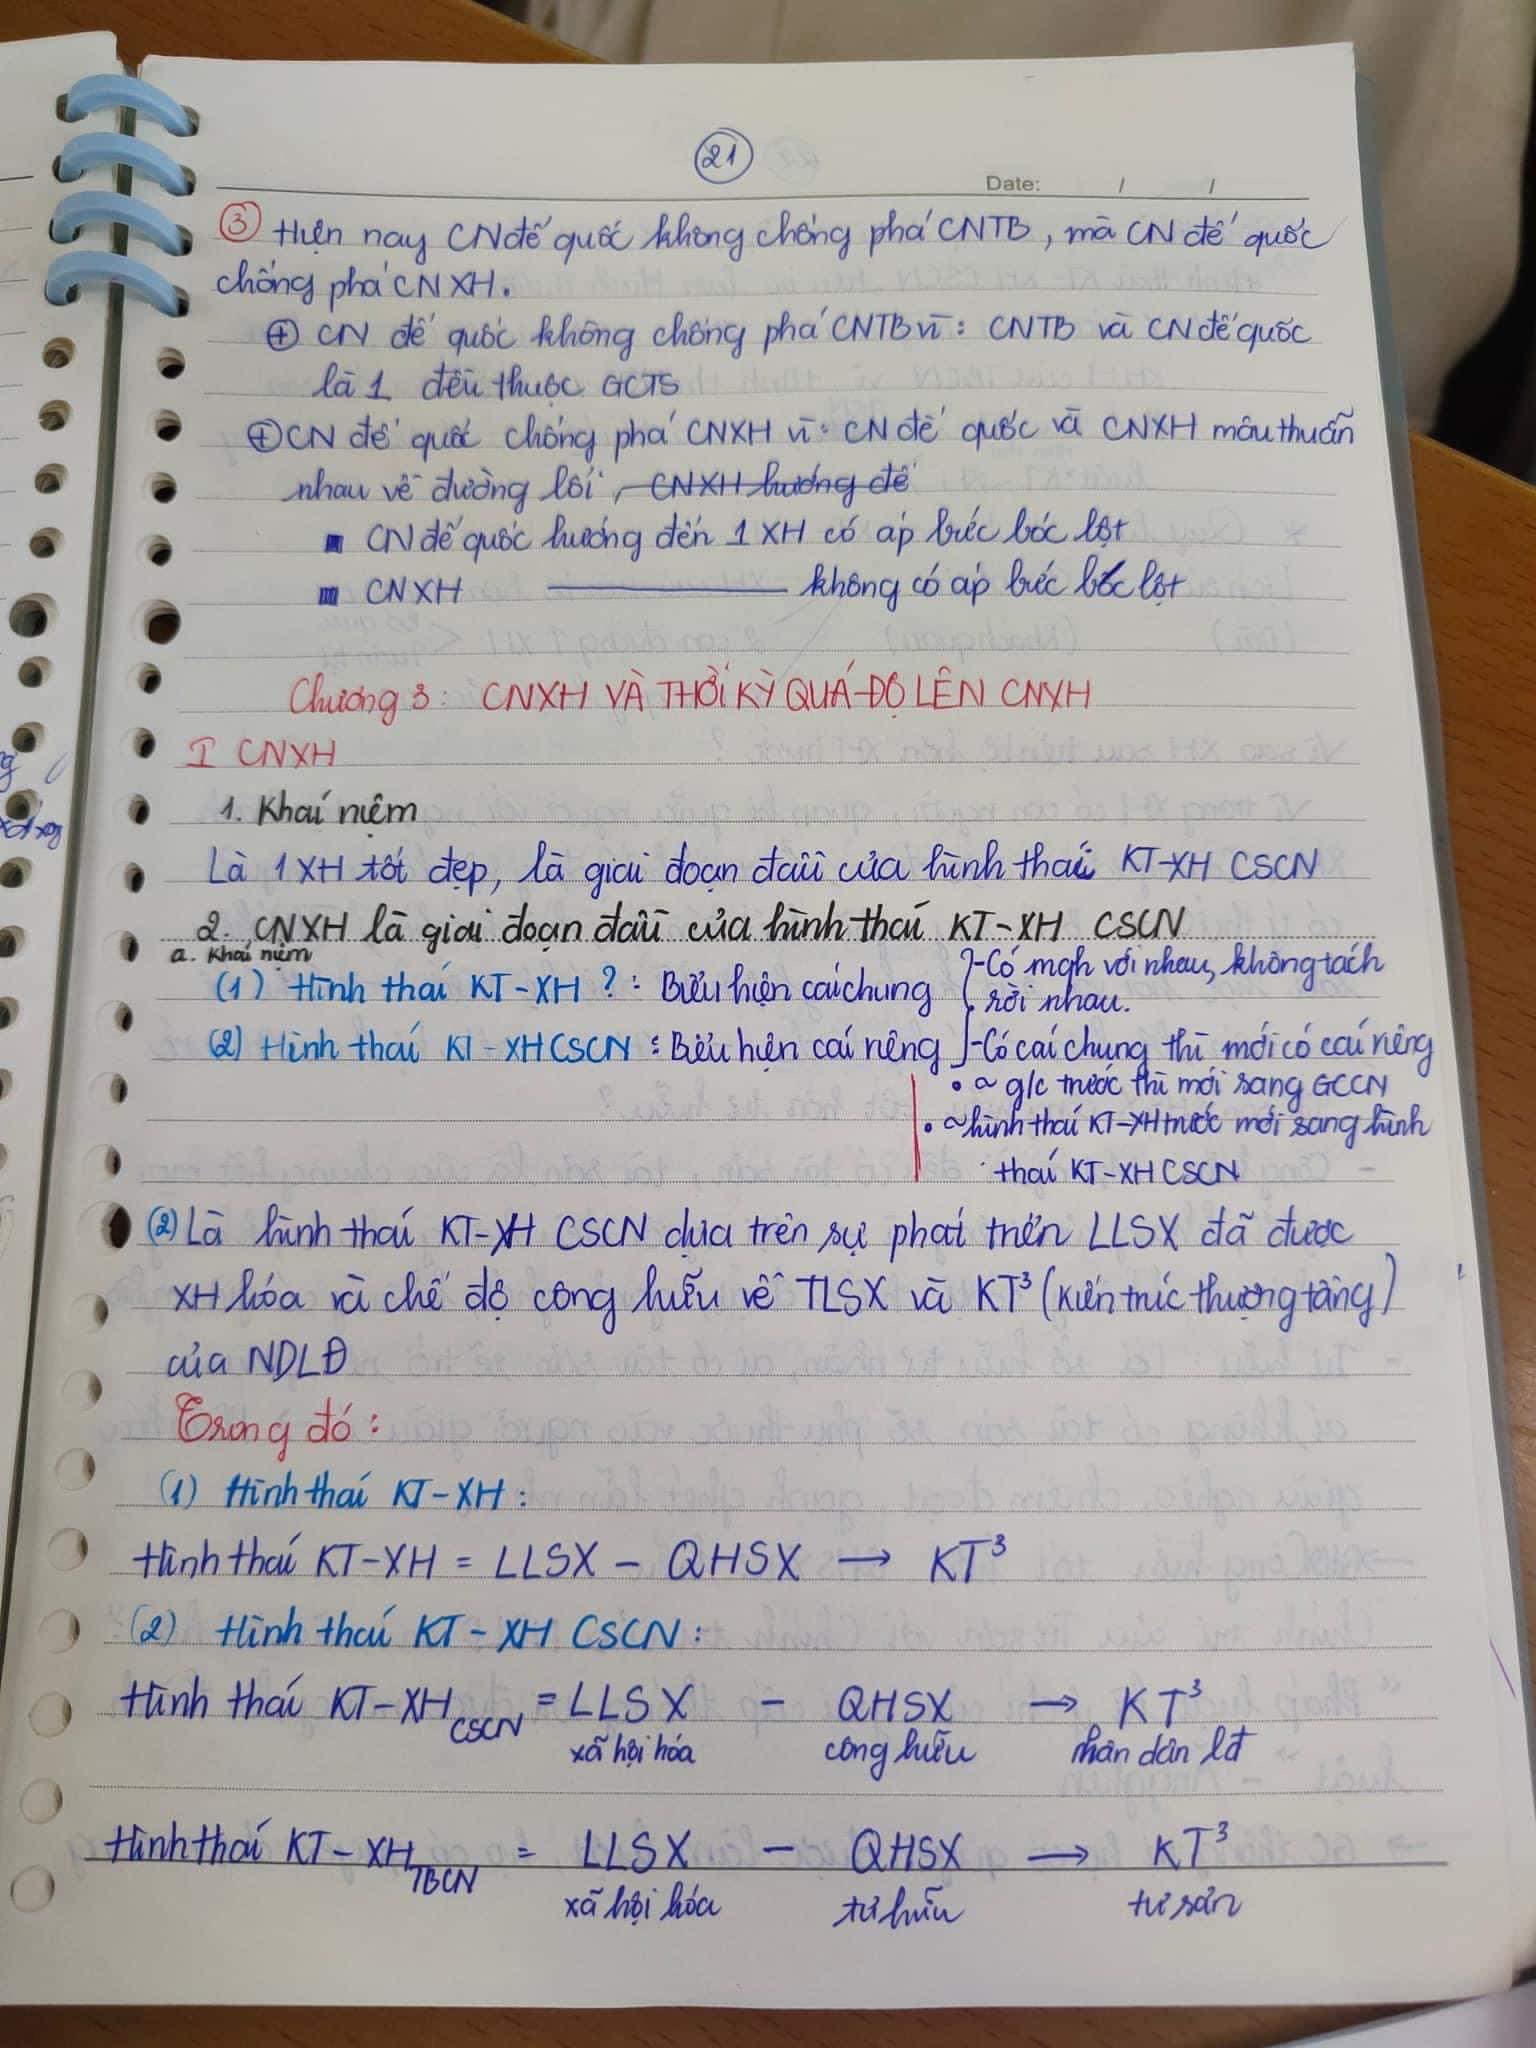 21
Date: / /
③ Hiện nay CN đế quốc không chống phá CNTB, mà CN đế quốc
chống phá CNXH.
⊕ CN đế quốc không chống phá CNTB vì: CNTB và CN đế quốc
là 1 đều thuộc GCTS
⊕ CN đế quốc chống phá CNXH vì: CN đế quốc và CNXH mâu thuẫn
nhau về đường lối, CNXH hướng đế
■ CN đế quốc hướng đến 1 XH có áp bức bóc lột
■ CNXH ——— không có áp bức bóc lột
Chương 3: CNXH VÀ THỜI KỲ QUÁ ĐỘ LÊN CNXH
I CNXH
1. Khái niệm
Là 1 XH tốt đẹp, là giai đoạn đầu của hình thái KT-XH CSCN
2. CNXH là giai đoạn đầu của hình thái KT-XH CSCN
a. Khái niệm
(1) Hình thái KT-XH ? : Biểu hiện cái chung
- Có mqh với nhau, không tách
rời nhau.
(2) Hình thái KT-XH CSCN : Biểu hiện cái riêng
- Có cái chung thì mới có cái riêng
• ~ g/c trước thì mới sang GCCN
• ~ hình thái KT-XH trước mới sang hình
thái KT-XH CSCN
(2) Là hình thái KT-XH CSCN dựa trên sự phát triển LLSX đã được
XH hóa và chế độ công hữu về TLSX và KT³ (Kiến trúc thượng tầng)
của NDLĐ
Trong đó:
(1) Hình thái KT-XH:
Hình thái KT-XH = LLSX - QHSX → KT³
(2) Hình thái KT-XH CSCN:
Hình thái KT-XH CSCN = LLSX - QHSX → KT³
xã hội hóa công hữu nhân dân lđ
Hình thái KT-XH TBCN = LLSX - QHSX → KT³
xã hội hóa tư hữu tư sản